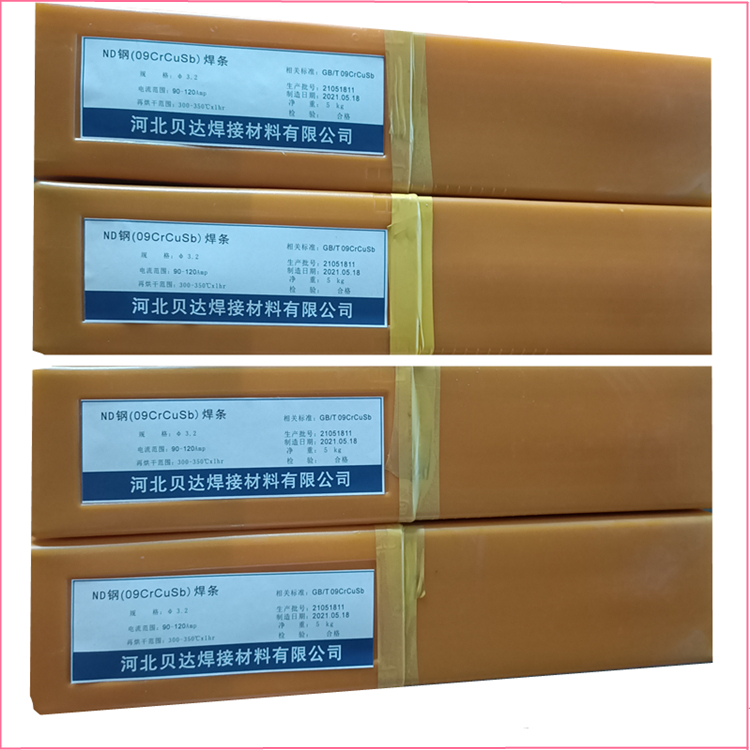 ND钢(09CrCuSb)焊条
规 格:Φ3.2 相关标准:GB/T 09CrCuSb
电流范围:90-120Amp 生产批号:21051811
制造日期:2021.05.18
高烘干范围:300-350℃x1hr 净 重:5 kg
检 验: 合格
河北贝达焊接材料有限公司
ND钢(09CrCuSb)焊条
规 格:Φ3.2 相关标准:GB/T 09CrCuSb
电流范围:90-120Amp 生产批号:21051811
制造日期:2021.05.18
高烘干范围:300-350℃x1hr 净 重:5 kg
检 验: 合格
河北贝达焊接材料有限公司
ND钢(09CrCuSb)焊条
规 格:Φ3.2 相关标准:GB/T 09CrCuSb
电流范围:90-120Amp 生产批号:21051811
制造日期:2021.05.18
高烘干范围:300-350℃x1hr 净 重:5 kg
检 验: 合格
河北贝达焊接材料有限公司
ND钢(09CrCuSb)焊条
规 格:Φ3.2 相关标准:GB/T 09CrCuSb
电流范围:90-120Amp 生产批号:21051811
制造日期:2021.05.18
高烘干范围:300-350℃x1hr 净 重:5 kg
检 验: 合格
河北贝达焊接材料有限公司